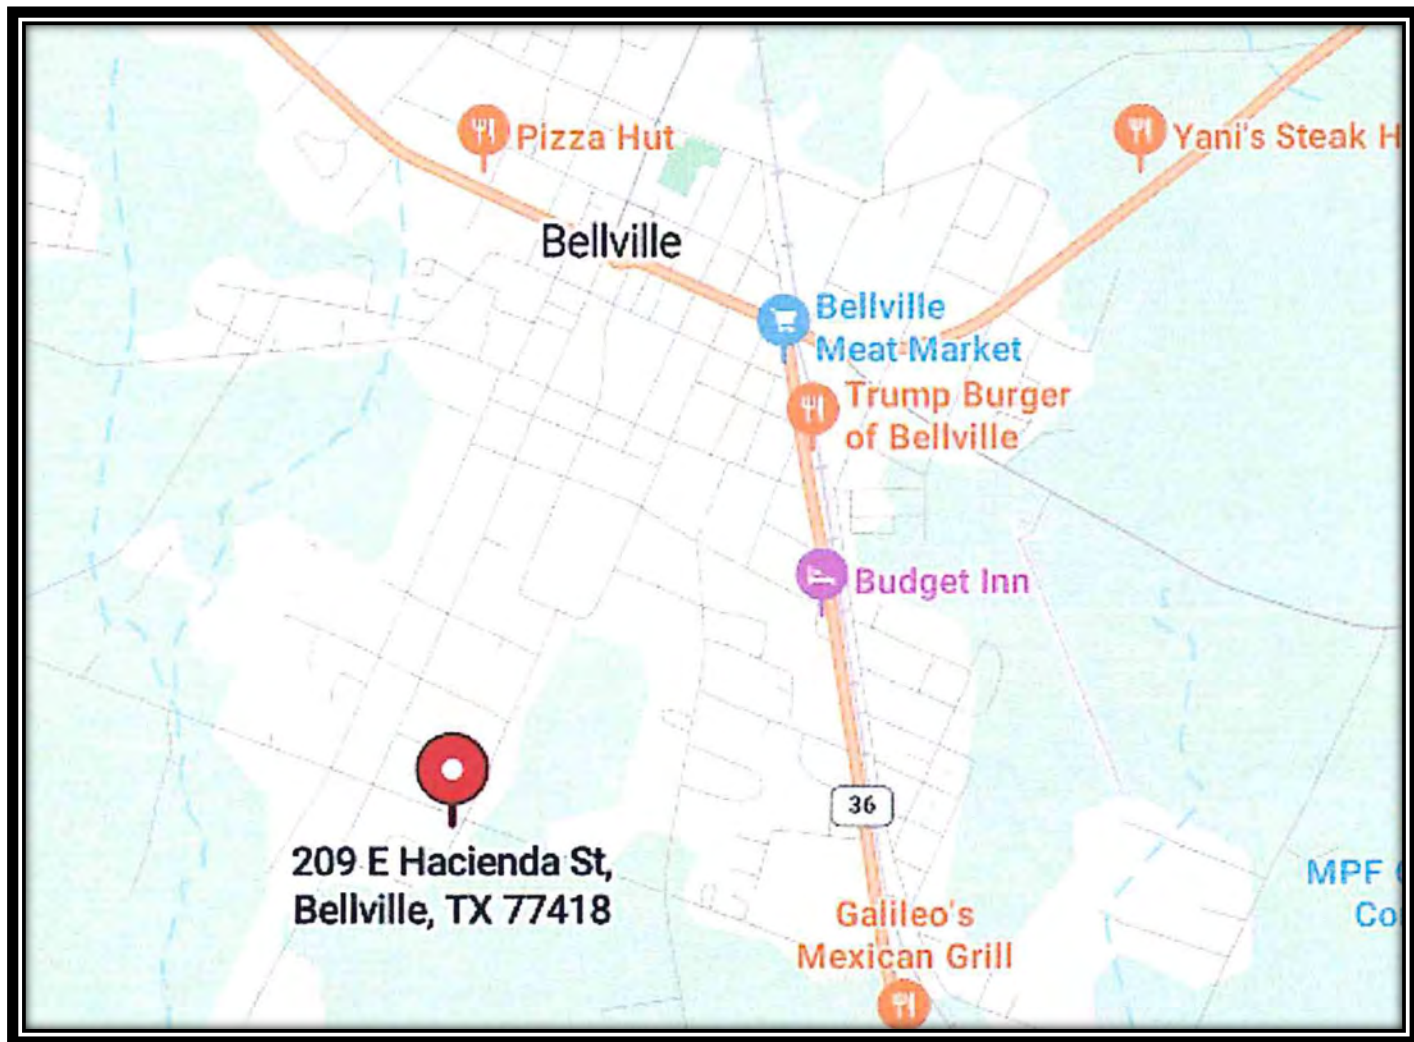 Pizza Hut
Yani's Steak H
Bellville
Bellville
Meat Market
Trump Burger
of Bellville
Budget Inn
36
209 E Hacienda St,
Bellville, TX 77418
MPF
Co
Galileo's
Mexican Grill